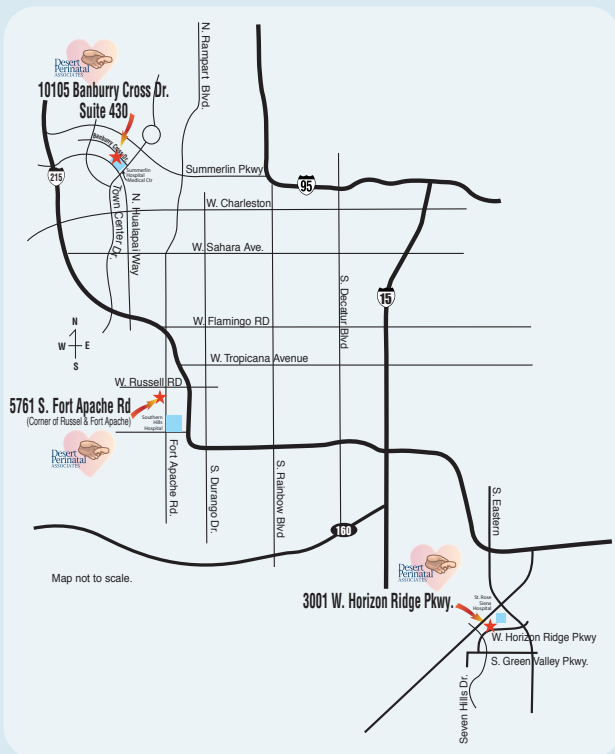 Desert
Perinatal
ASSOCIATES
10105 Banburry Cross Dr.
Suite 430
N. Rampart Blvd.
Banburry Cross Dr.
215
Summerlin
Hospital
Medical Ctr
Town Center Dr.
N. Hualapai Way
Summerlin Pkwy
95
W. Charleston
W. Sahara Ave.
S. Decatur Blvd
15
W. Flamingo RD
N
W E
S
W. Tropicana Avenue
W. Russell RD
5761 S. Fort Apache Rd
(Corner of Russel & Fort Apache)
Southern
Hills
Hospital
Desert
Perinatal
ASSOCIATES
Fort Apache Rd.
S. Durango Dr.
S. Rainbow Blvd
S. Eastern
160
Map not to scale.
Desert
Perinatal
ASSOCIATES
3001 W. Horizon Ridge Pkwy.
St. Rose
Siena
Hospital
W. Horizon Ridge Pkwy
S. Green Valley Pkwy.
Seven Hills Dr.